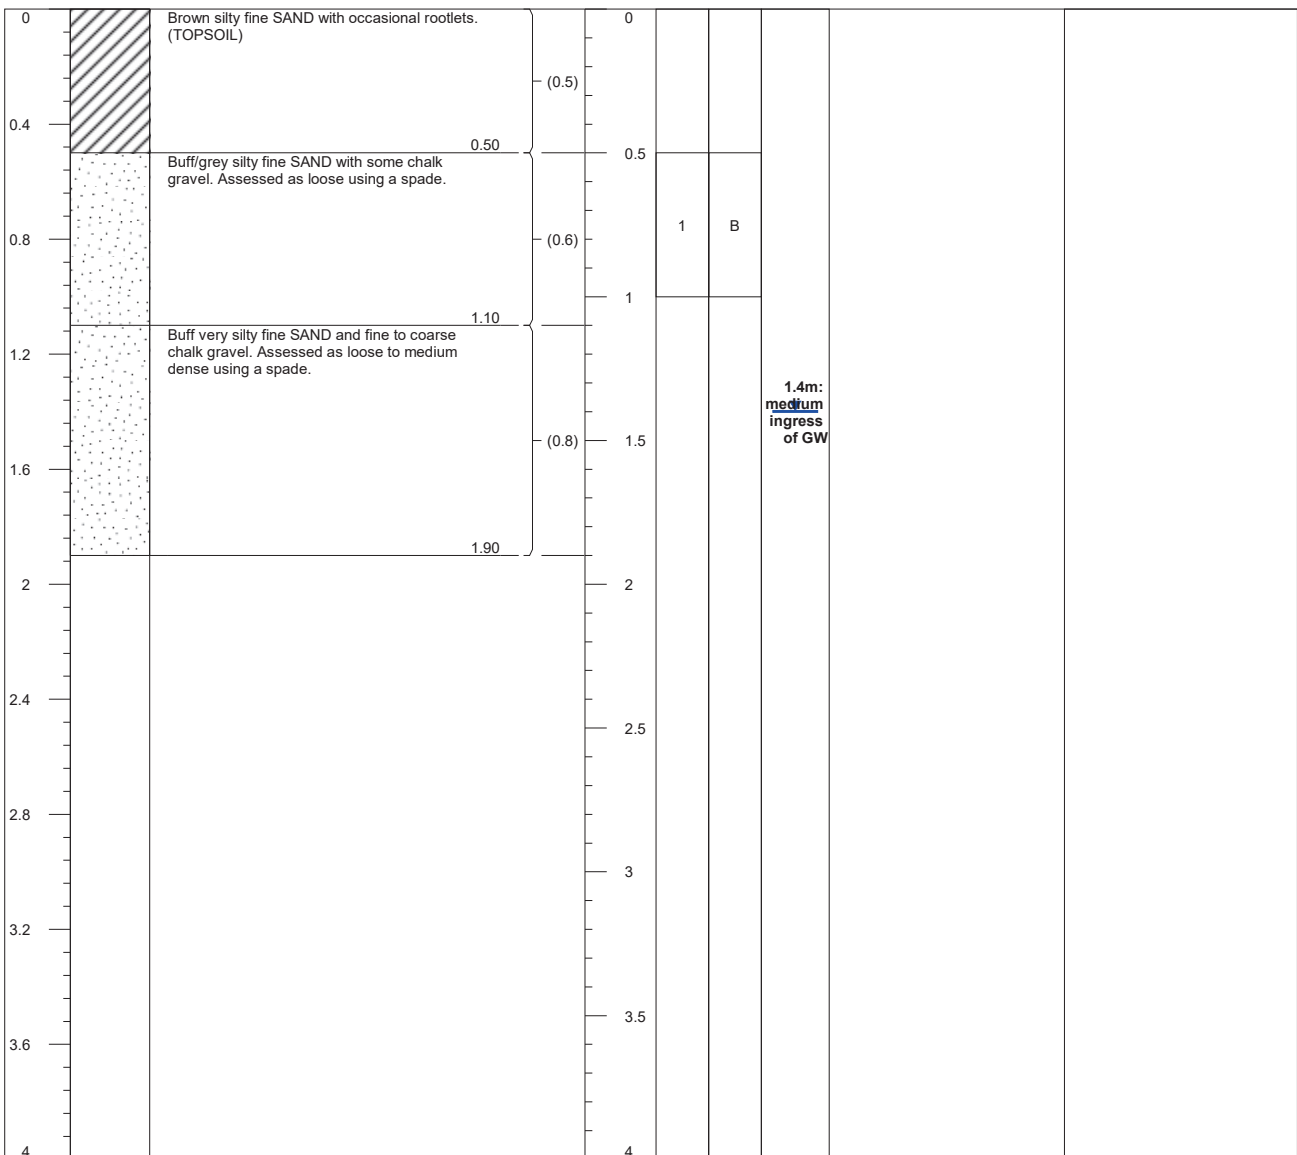 0
Brown silty fine SAND with occasional rootlets.
(TOPSOIL)
(0.5)
0
0.4
0.50
Buff/grey silty fine SAND with some chalk
gravel. Assessed as loose using a spade.
0.5
1
B
0.8
(0.6)
1
1.10
Buff very silty fine SAND and fine to coarse
chalk gravel. Assessed as loose to medium
dense using a spade.
1.2
1.4m:
medium
ingress
of GW
(0.8)
1.5
1.6
1.90
2
2
2.4
2.5
2.8
3
3.2
3.5
3.6
4
4